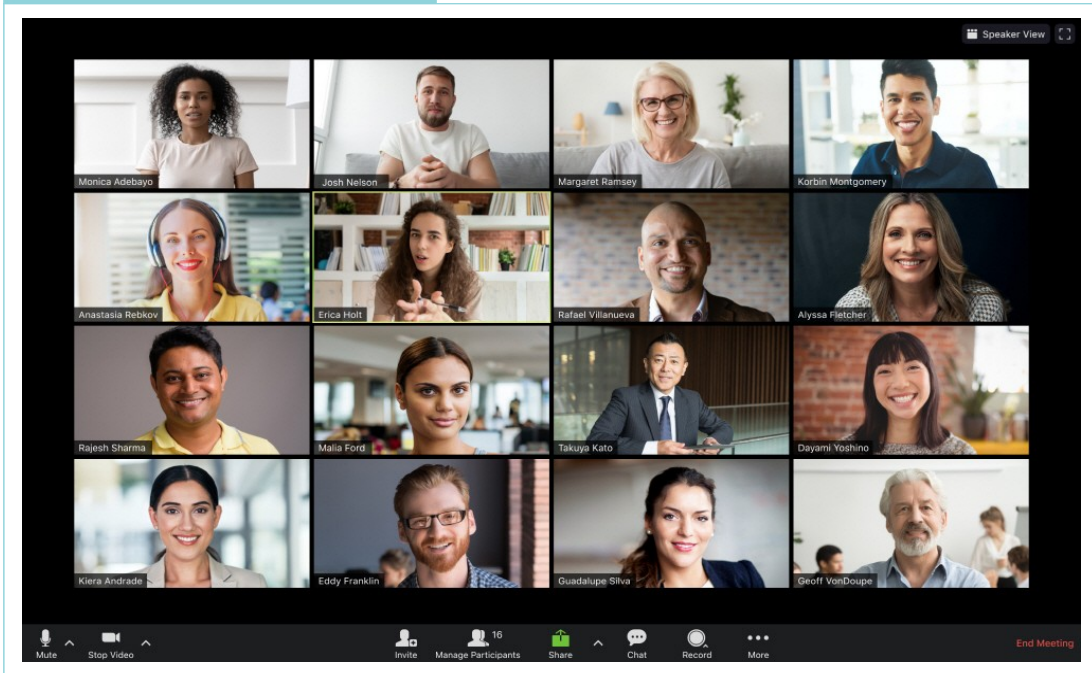 Speaker View
Monica Adebayo
Josh Nelson
Margaret Ramsey
Korbin Montgomery
Anastasia Rebkov
Erica Holt
Rafael Villanueva
Alyssa Fletcher
Rajesh Sharma
Malia Ford
Takuya Kato
Dayami Yoshino
Kiera Andrade
Eddy Franklin
Guadalupe Silva
Geoff VonDoupe
16
Mute
Stop Video
Invite
Manage Participants
Share
Chat
Record
More
End Meeting